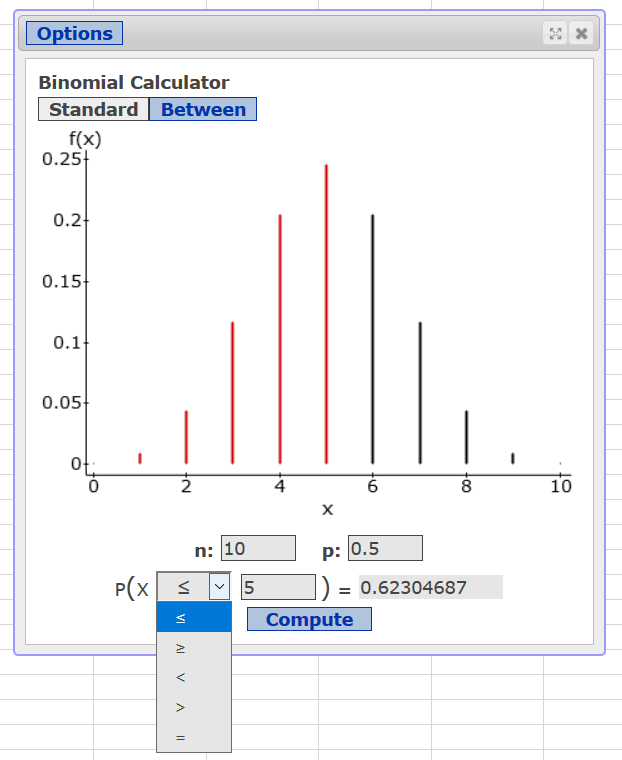 Options
Binomial Calculator
Standard Between
f(x)
0.25
0.2
0.15
0.1
0.05
0
0 2 4 6 8 10
x
n: 10 p: 0.5
P(X ≤ 5 ) = 0.62304687
≤ Compute
≥
<
>
=